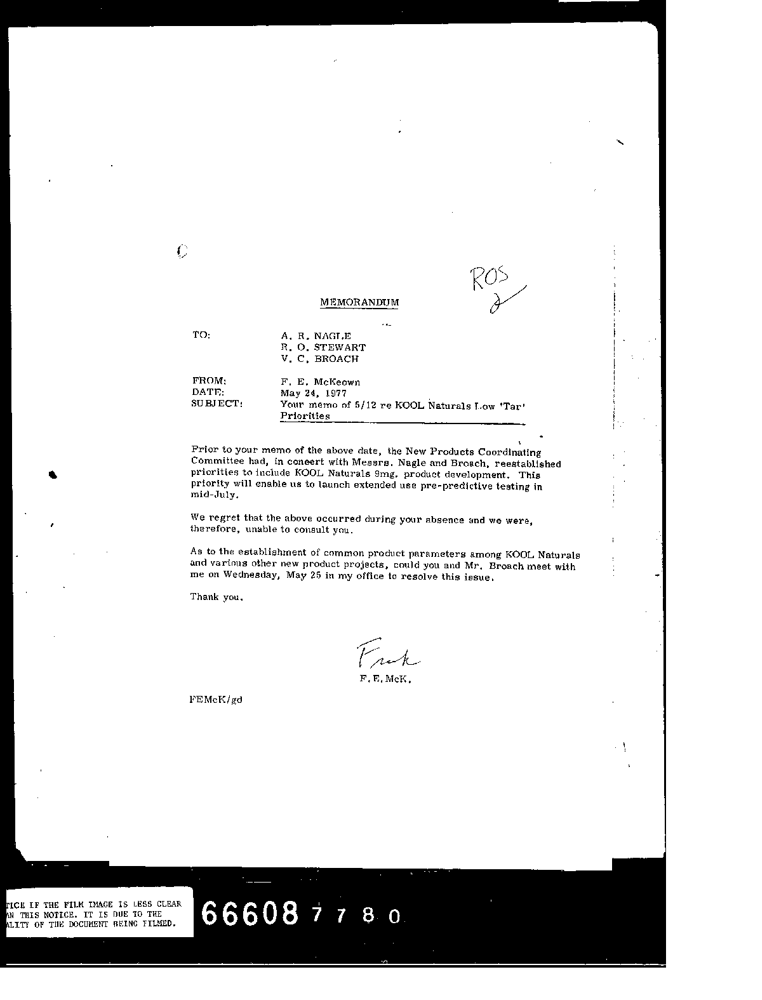 ROS
2
MEMORANDUM
TO: A. R. NAGLE
R. O. STEWART
V. C. BROACH
FROM: F. E. McKeown
DATE: May 24, 1977
SUBJECT: Your memo of 5/12 re KOOL Naturals Low 'Tar'
Priorities
Prior to your memo of the above date, the New Products Coordinating
Committee had, in concert with Messrs. Nagle and Broach, reestablished
priorities to include KOOL Naturals 9mg. product development. This
priority will enable us to launch extended use pre-predictive testing in
mid-July.
We regret that the above occurred during your absence and we were,
therefore, unable to consult you.
As to the establishment of common product parameters among KOOL Naturals
and various other new product projects, could you and Mr. Broach meet with
me on Wednesday, May 25 in my office to resolve this issue.
Thank you.
Frank
F. E. McK.
FEMcK/gd
TICE IF THE FILM IMAGE IS LESS CLEAR
AN THIS NOTICE. IT IS DUE TO THE
ALITY OF THE DOCUMENT BEING FILMED.
666087780